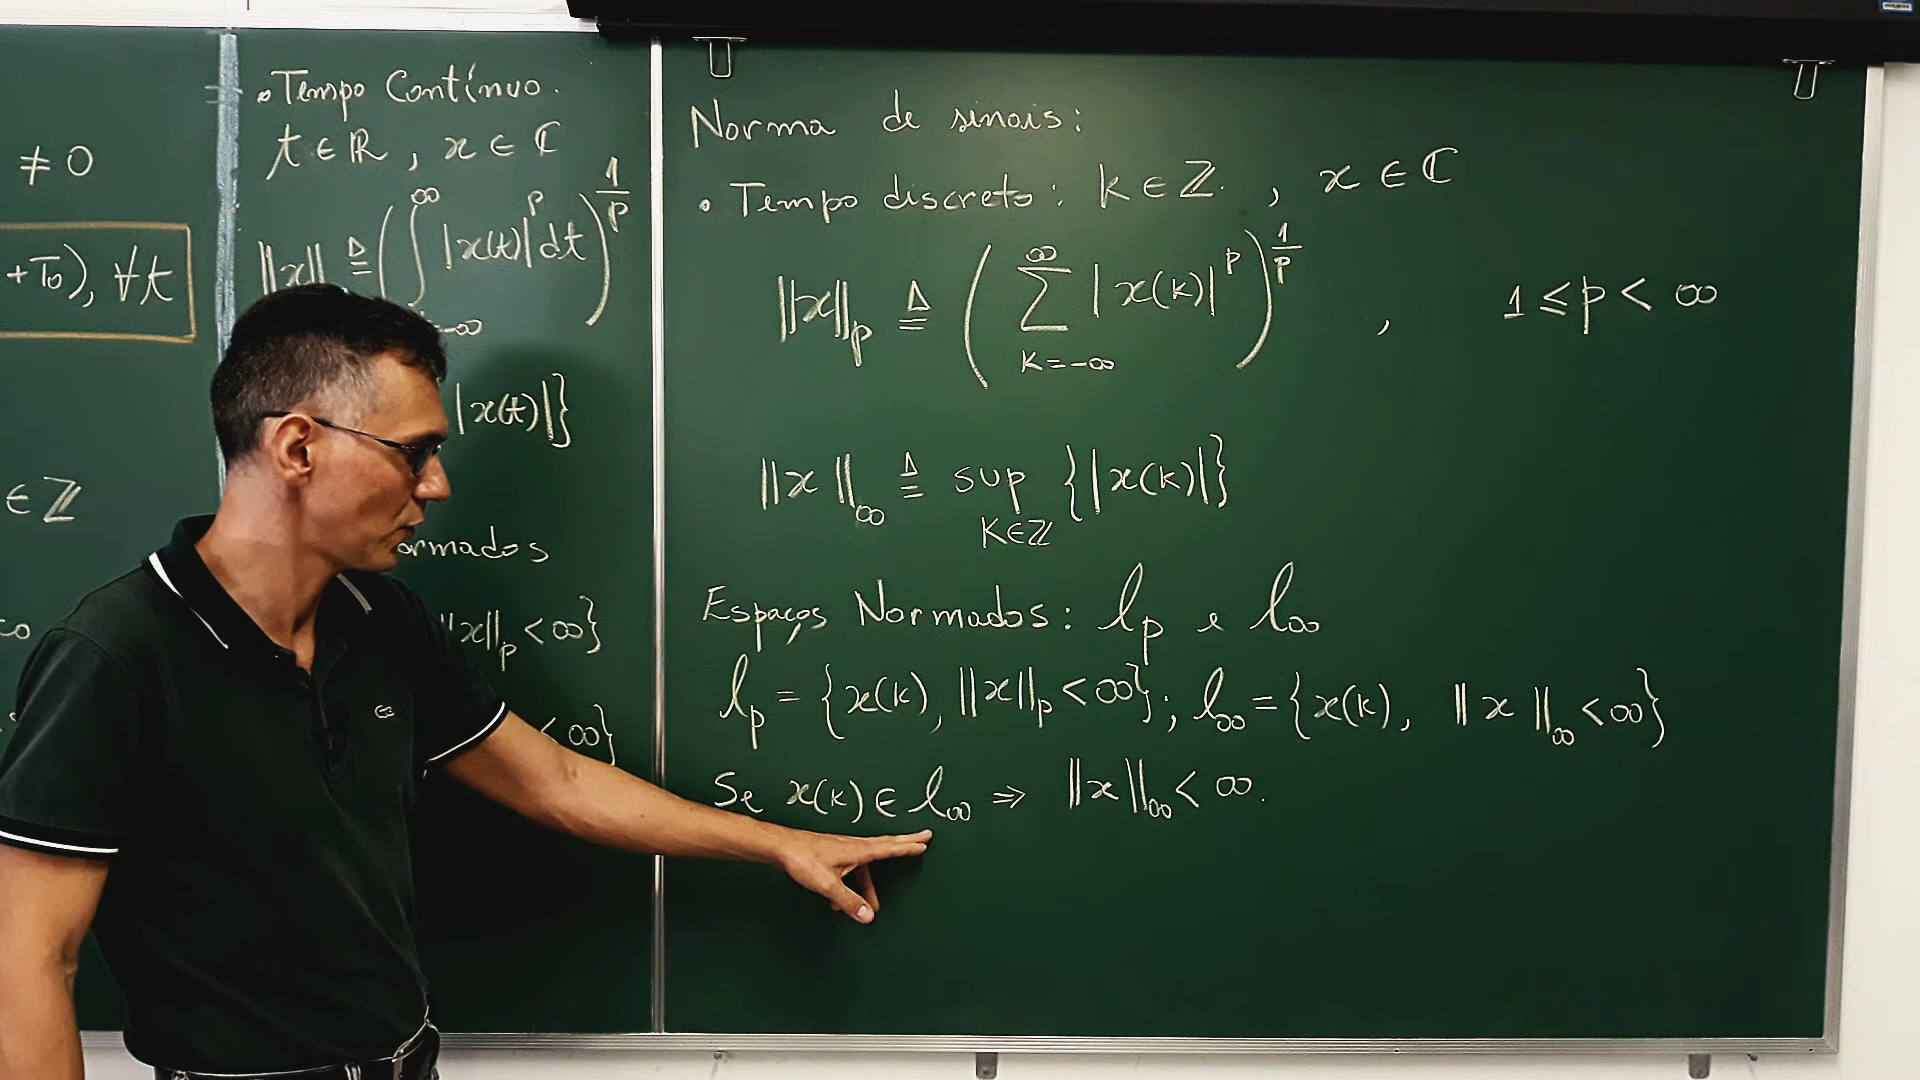 ≠ 0
+T₀), ∀t
∈ ℤ
• Tempo Contínuo.
t ∈ ℝ , x ∈ ℂ
‖x‖ ≜ ( ∫ ∞ -∞ |x(t)|^p dt )^(1/p)
|x(t)|}
ormados
‖x‖_p < ∞}
< ∞}
Norma de sinais:
• Tempo discreto: k ∈ ℤ , x ∈ ℂ
‖x‖_p ≜ ( ∑_{k=-∞}^{∞} |x(k)|^p )^(1/p) , 1 ≤ p < ∞
‖x‖_∞ ≜ sup_{k∈ℤ} {|x(k)|}
Espaços Normados: l_p e l_∞
l_p = {x(k), ‖x‖_p < ∞}; l_∞ = {x(k), ‖x‖_∞ < ∞}
Se x(k) ∈ l_∞ ⇒ ‖x‖_∞ < ∞.